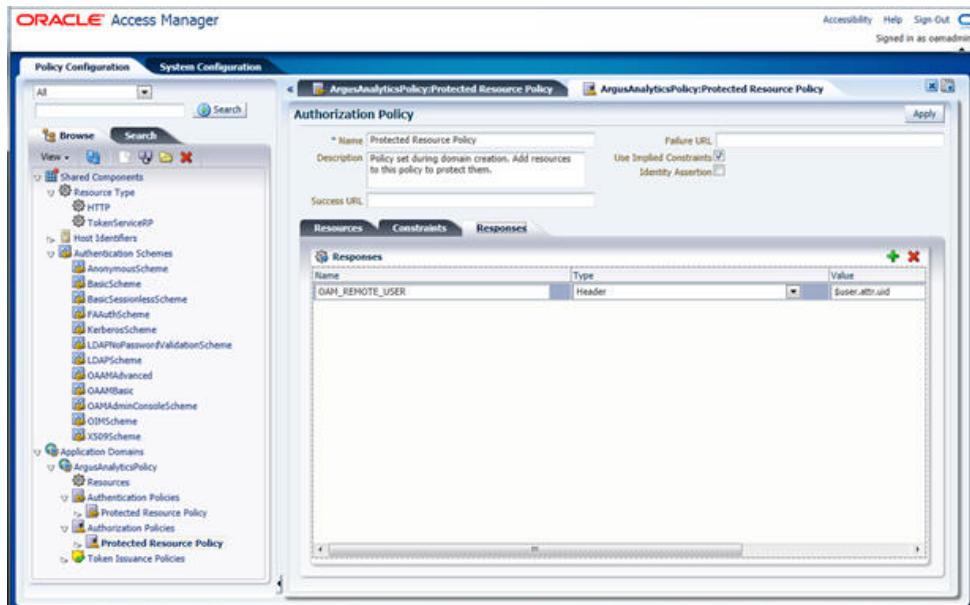 ORACLE Access Manager
Accessibility Help Sign Out
Signed in as oamadmin
Policy Configuration System Configuration
All
Search
Browse Search
View
Shared Components
Resource Type
HTTP
TokenServiceRP
Host Identifiers
Authentication Schemes
AnonymousScheme
BasicScheme
BasicSessionlessScheme
FAAuthScheme
KerberosScheme
LDAPNoPasswordValidationScheme
LDAPScheme
OAAMAdvanced
OAAMBasic
OAMAdminConsoleScheme
OIMScheme
X509Scheme
Application Domains
ArgusAnalyticsPolicy
Resources
Authentication Policies
Protected Resource Policy
Authorization Policies
Protected Resource Policy
Token Issuance Policies
ArgusAnalyticsPolicy:Protected Resource Policy ArgusAnalyticsPolicy:Protected Resource Policy
Authorization Policy Apply
* Name Protected Resource Policy
Description Policy set during domain creation. Add resources
to this policy to protect them.
Success URL
Failure URL
Use Implied Constraints
Identity Assertion
Resources Constraints Responses
Responses
Name Type Value
OAM_REMOTE_USER Header $user.attr.uid